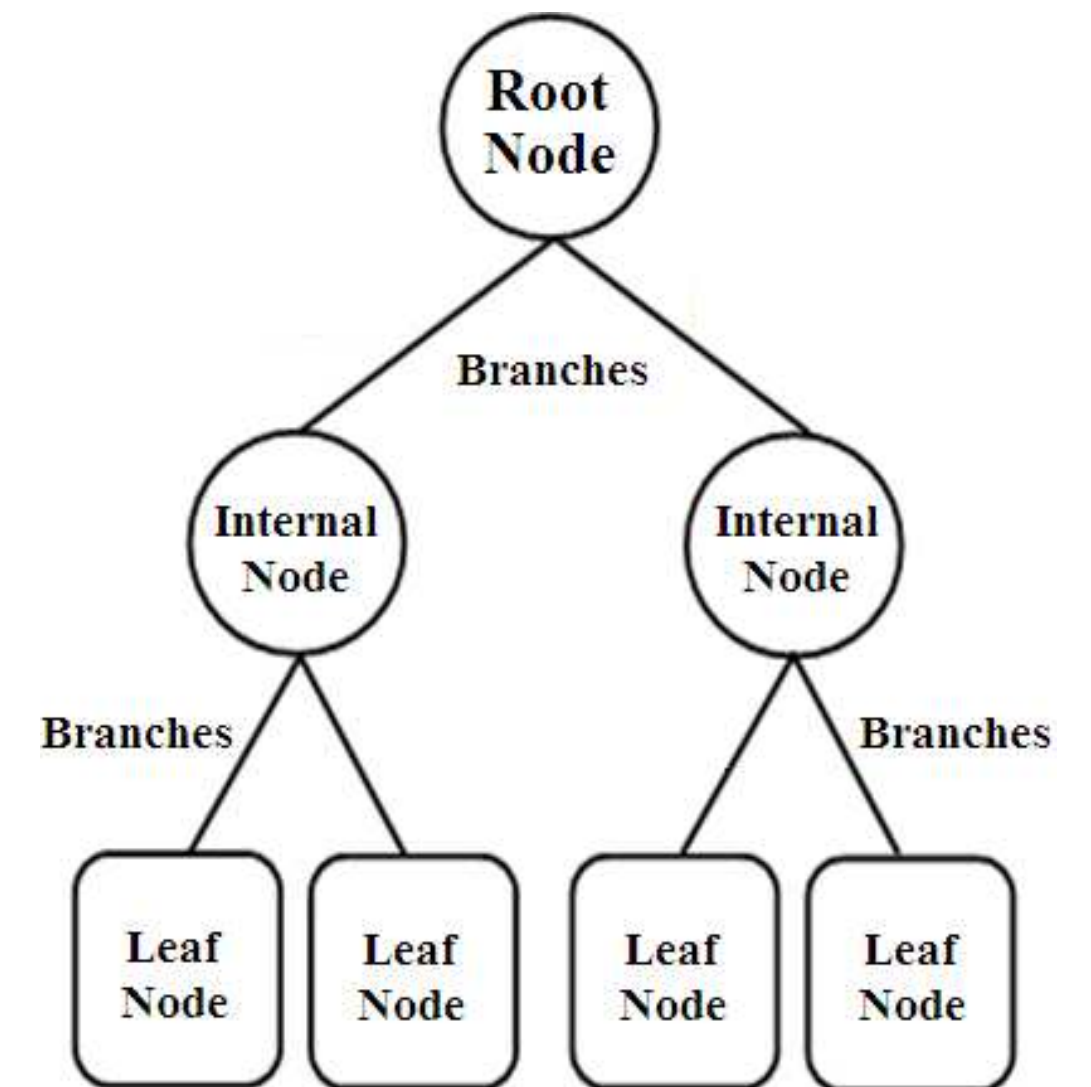 Root
Node
Branches
Internal
Node
Internal
Node
Branches
Branches
Leaf
Node
Leaf
Node
Leaf
Node
Leaf
Node